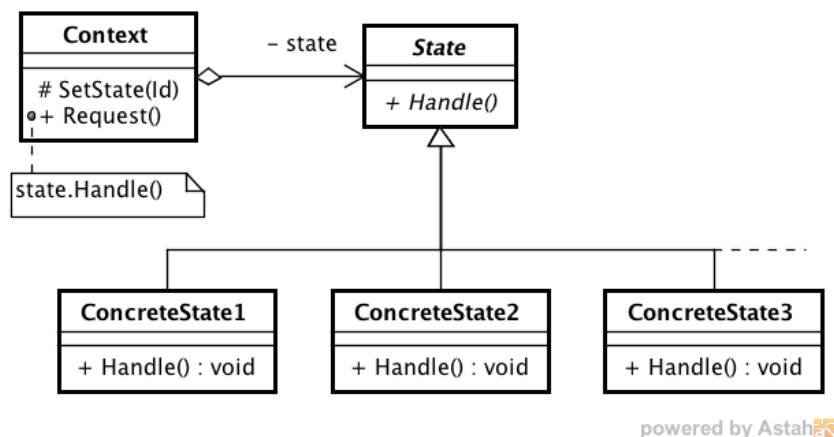 Context
# SetState(Id)
+ Request()
- state
State
+ Handle()
state.Handle()
ConcreteState1
+ Handle() : void
ConcreteState2
+ Handle() : void
ConcreteState3
+ Handle() : void
powered by Astah